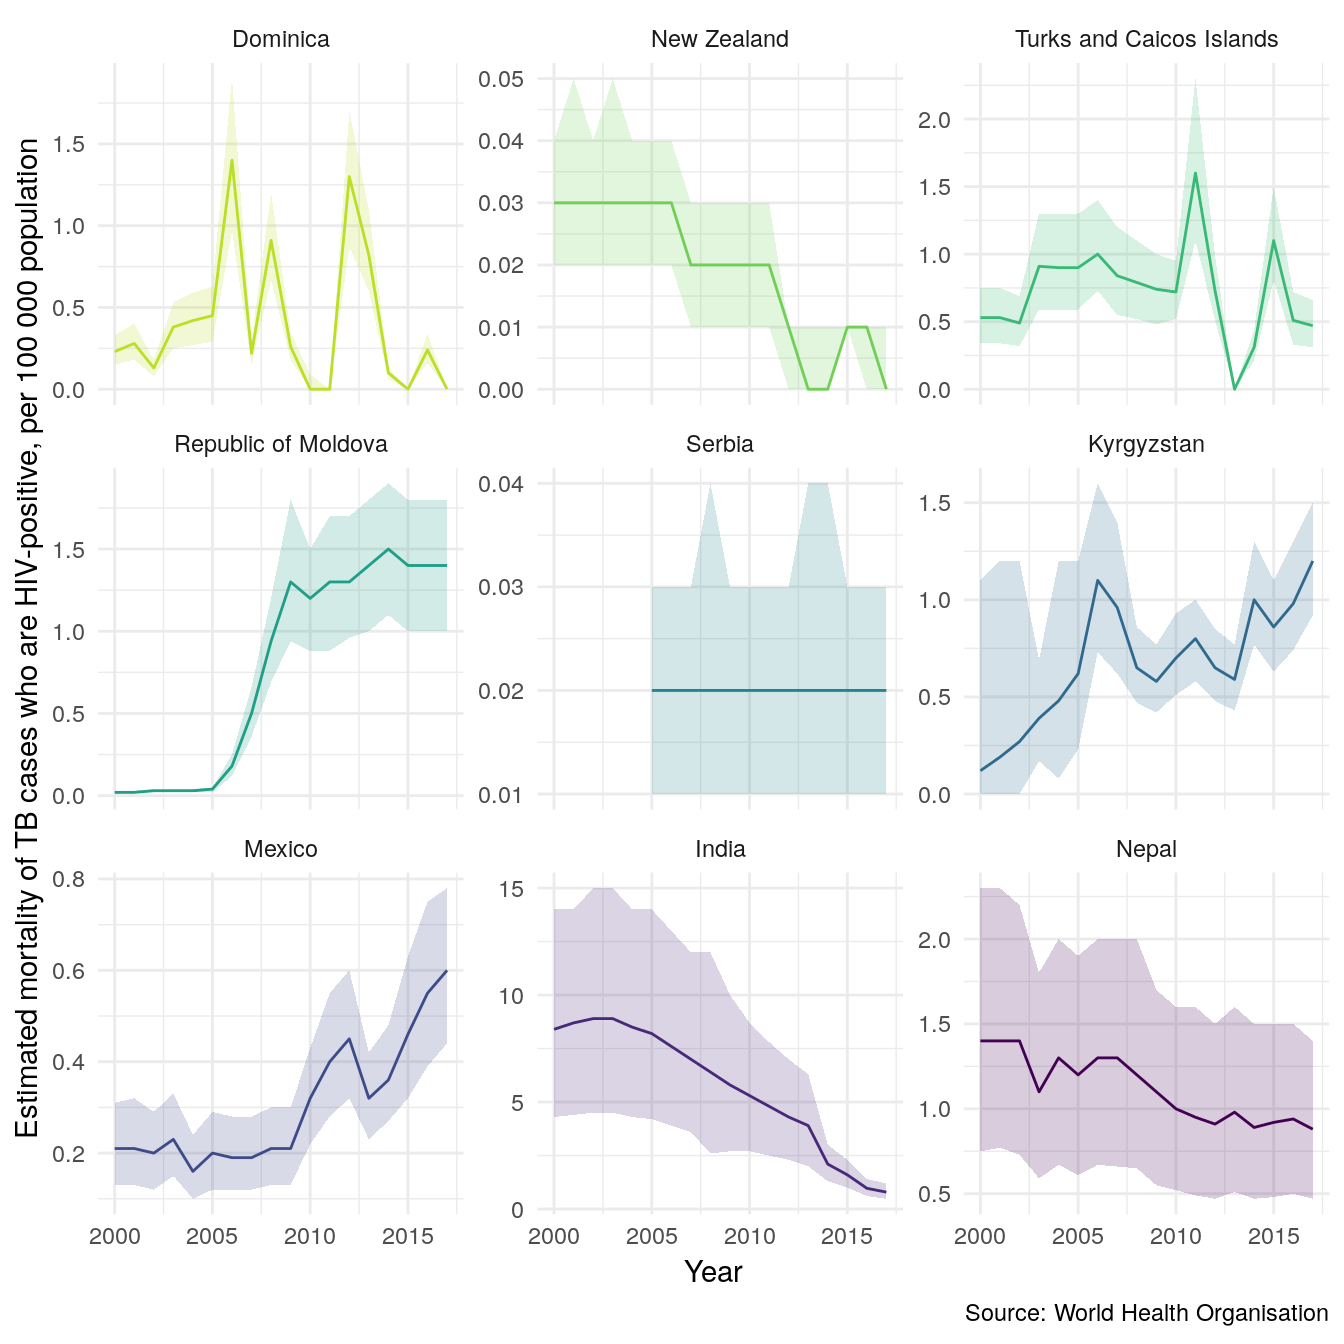 Estimated mortality of TB cases who are HIV-positive, per 100 000 population
Dominica
1.5
1.0
0.5
0.0
New Zealand
0.05
0.04
0.03
0.02
0.01
0.00
Turks and Caicos Islands
2.0
1.5
1.0
0.5
0.0
Republic of Moldova
1.5
1.0
0.5
0.0
Serbia
0.04
0.03
0.02
0.01
Kyrgyzstan
1.5
1.0
0.5
0.0
Mexico
0.8
0.6
0.4
0.2
2000 2005 2010 2015
India
15
10
5
0
2000 2005 2010 2015
Nepal
2.0
1.5
1.0
0.5
2000 2005 2010 2015
Year
Source: World Health Organisation